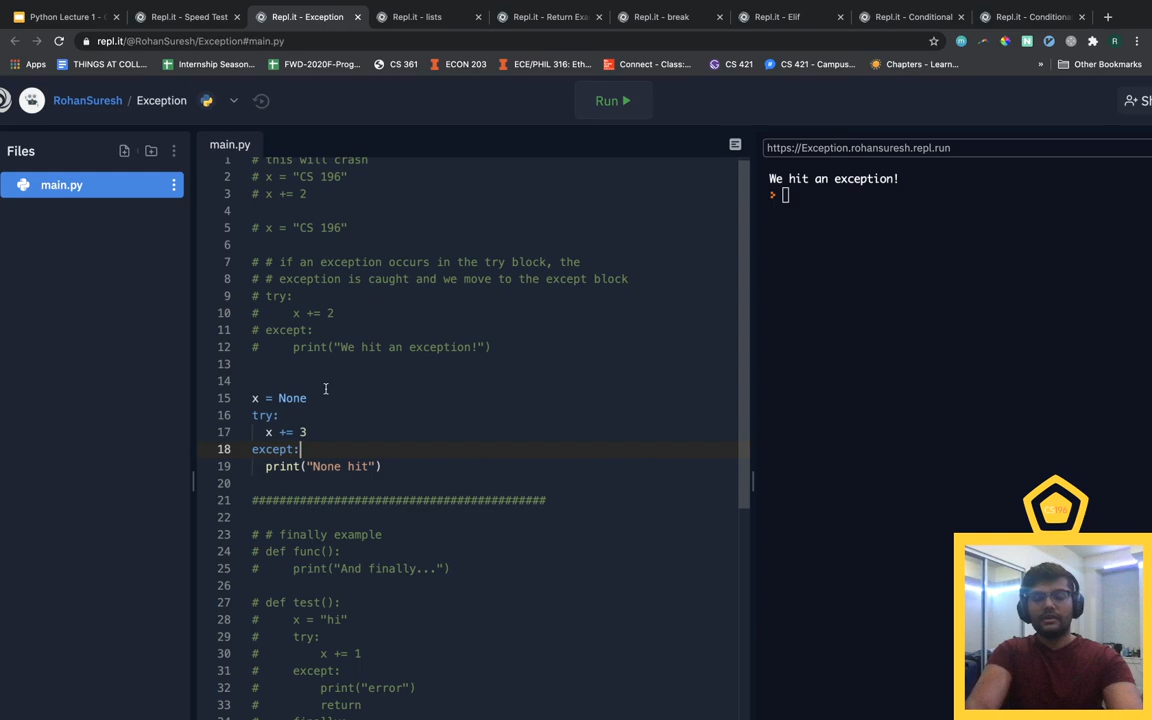 Python Lecture 1 -
Repl.it - Speed Test
Repl.it - Exception
Repl.it - lists
Repl.it - Return Exa
Repl.it - break
Repl.it - Elif
Repl.it - Conditional
Repl.it - Conditiona
repl.it/@RohanSuresh/Exception#main.py
Apps
THINGS AT COLL...
Internship Season...
FWD-2020F-Prog...
CS 361
ECON 203
ECE/PHIL 316: Eth...
Connect - Class:...
CS 421
CS 421 - Campus...
Chapters - Learn...
»
Other Bookmarks
RohanSuresh / Exception
Run
Sh
Files
main.py
main.py
1 # this will crash
2 # x = "CS 196"
3 # x += 2
4
5 # x = "CS 196"
6
7 # # if an exception occurs in the try block, the
8 # # exception is caught and we move to the except block
9 # try:
10 #     x += 2
11 # except:
12 #     print("We hit an exception!")
13
14
15 x = None
16 try:
17   x += 3
18 except:
19   print("None hit")
20
21 ###########################################
22
23 # # finally example
24 # def func():
25 #     print("And finally...")
26
27 # def test():
28 #     x = "hi"
29 #     try:
30 #         x += 1
31 #     except:
32 #         print("error")
33 #         return
https://Exception.rohansuresh.repl.run
We hit an exception!
CS196